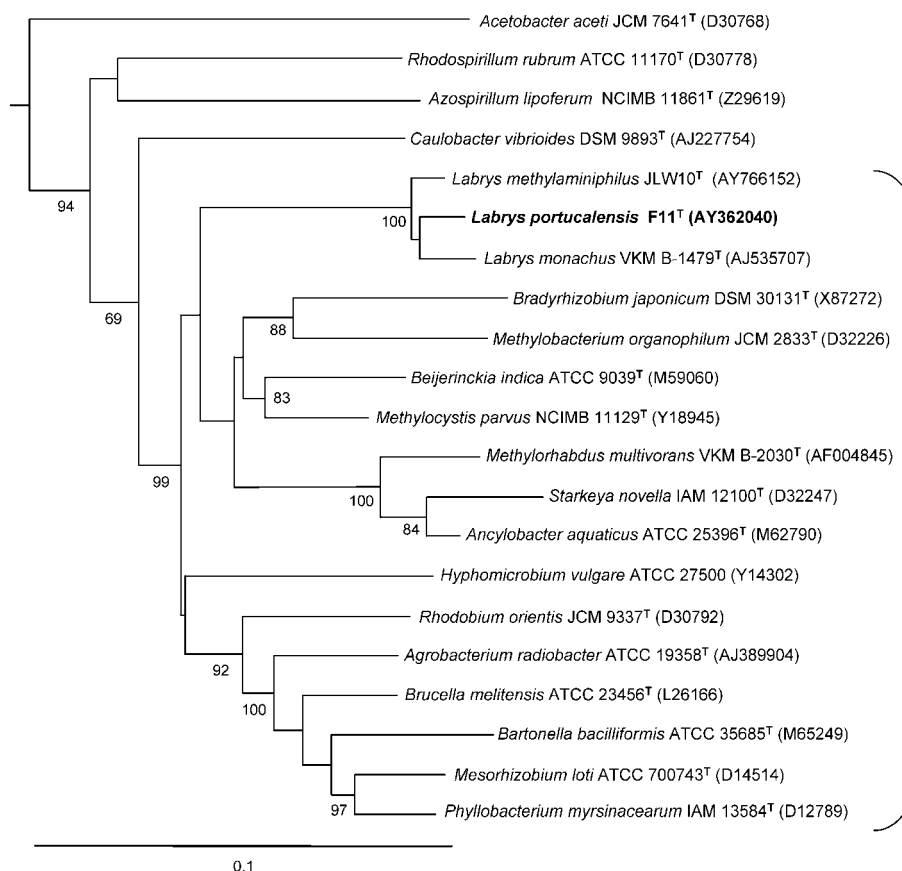 Acetobacter aceti JCM 7641ᵀ (D30768)
Rhodospirillum rubrum ATCC 11170ᵀ (D30778)
Azospirillum lipoferum NCIMB 11861ᵀ (Z29619)
Caulobacter vibrioides DSM 9893ᵀ (AJ227754)
Labrys methylaminiphilus JLW10ᵀ (AY766152)
94
100
Labrys portucalensis F11ᵀ (AY362040)
Labrys monachus VKM B-1479ᵀ (AJ535707)
Bradyrhizobium japonicum DSM 30131ᵀ (X87272)
69
88
Methylobacterium organophilum JCM 2833ᵀ (D32226)
Beijerinckia indica ATCC 9039ᵀ (M59060)
83
Methylocystis parvus NCIMB 11129ᵀ (Y18945)
Methylorhabdus multivorans VKM B-2030ᵀ (AF004845)
99
100
Starkeya novella IAM 12100ᵀ (D32247)
84
Ancylobacter aquaticus ATCC 25396ᵀ (M62790)
Hyphomicrobium vulgare ATCC 27500 (Y14302)
Rhodobium orientis JCM 9337ᵀ (D30792)
92
Agrobacterium radiobacter ATCC 19358ᵀ (AJ389904)
Brucella melitensis ATCC 23456ᵀ (L26166)
100
Bartonella bacilliformis ATCC 35685ᵀ (M65249)
Mesorhizobium loti ATCC 700743ᵀ (D14514)
97
Phyllobacterium myrsinacearum IAM 13584ᵀ (D12789)
0.1